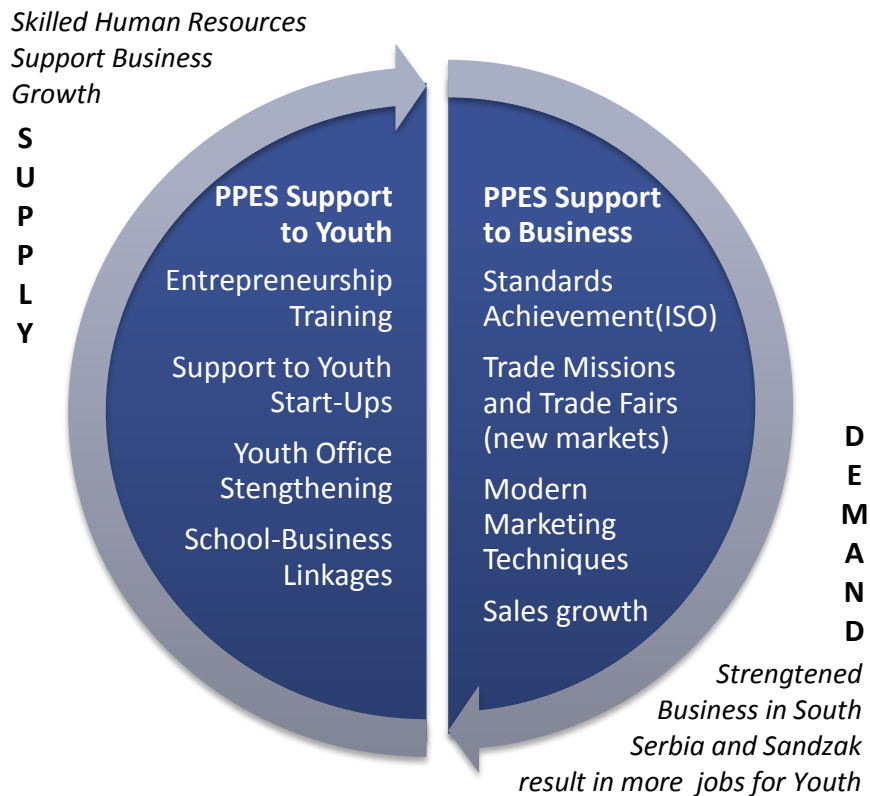 Skilled Human Resources
Support Business
Growth
S
U
P
P
L
Y
PPES Support
to Youth
Entrepreneurship
Training
Support to Youth
Start-Ups
Youth Office
Stengthening
School-Business
Linkages
PPES Support
to Business
Standards
Achievement(ISO)
Trade Missions
and Trade Fairs
(new markets)
Modern
Marketing
Techniques
Sales growth
D
E
M
A
N
D
Strengtened
Business in South
Serbia and Sandzak
result in more jobs for Youth